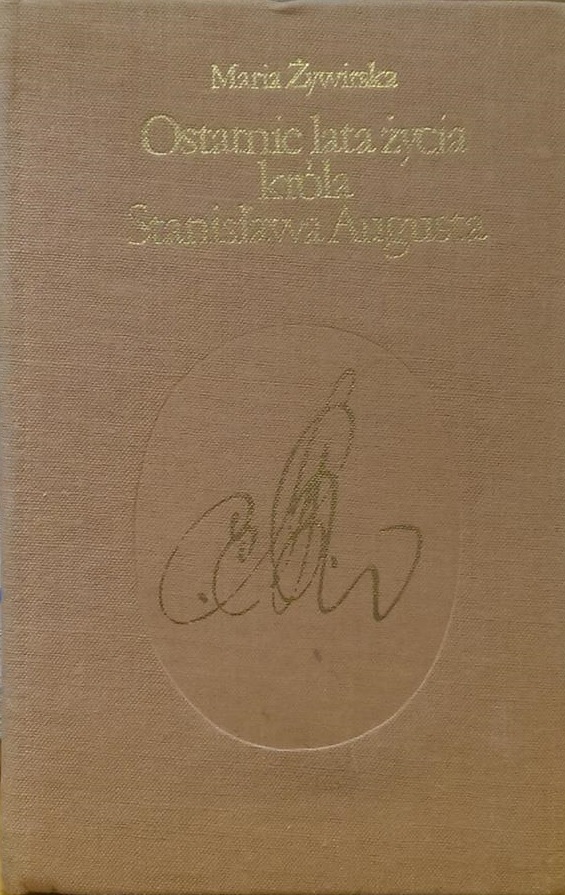 Maria Żywirska
Ostatnie lata życia
króla
Stanisława Augusta